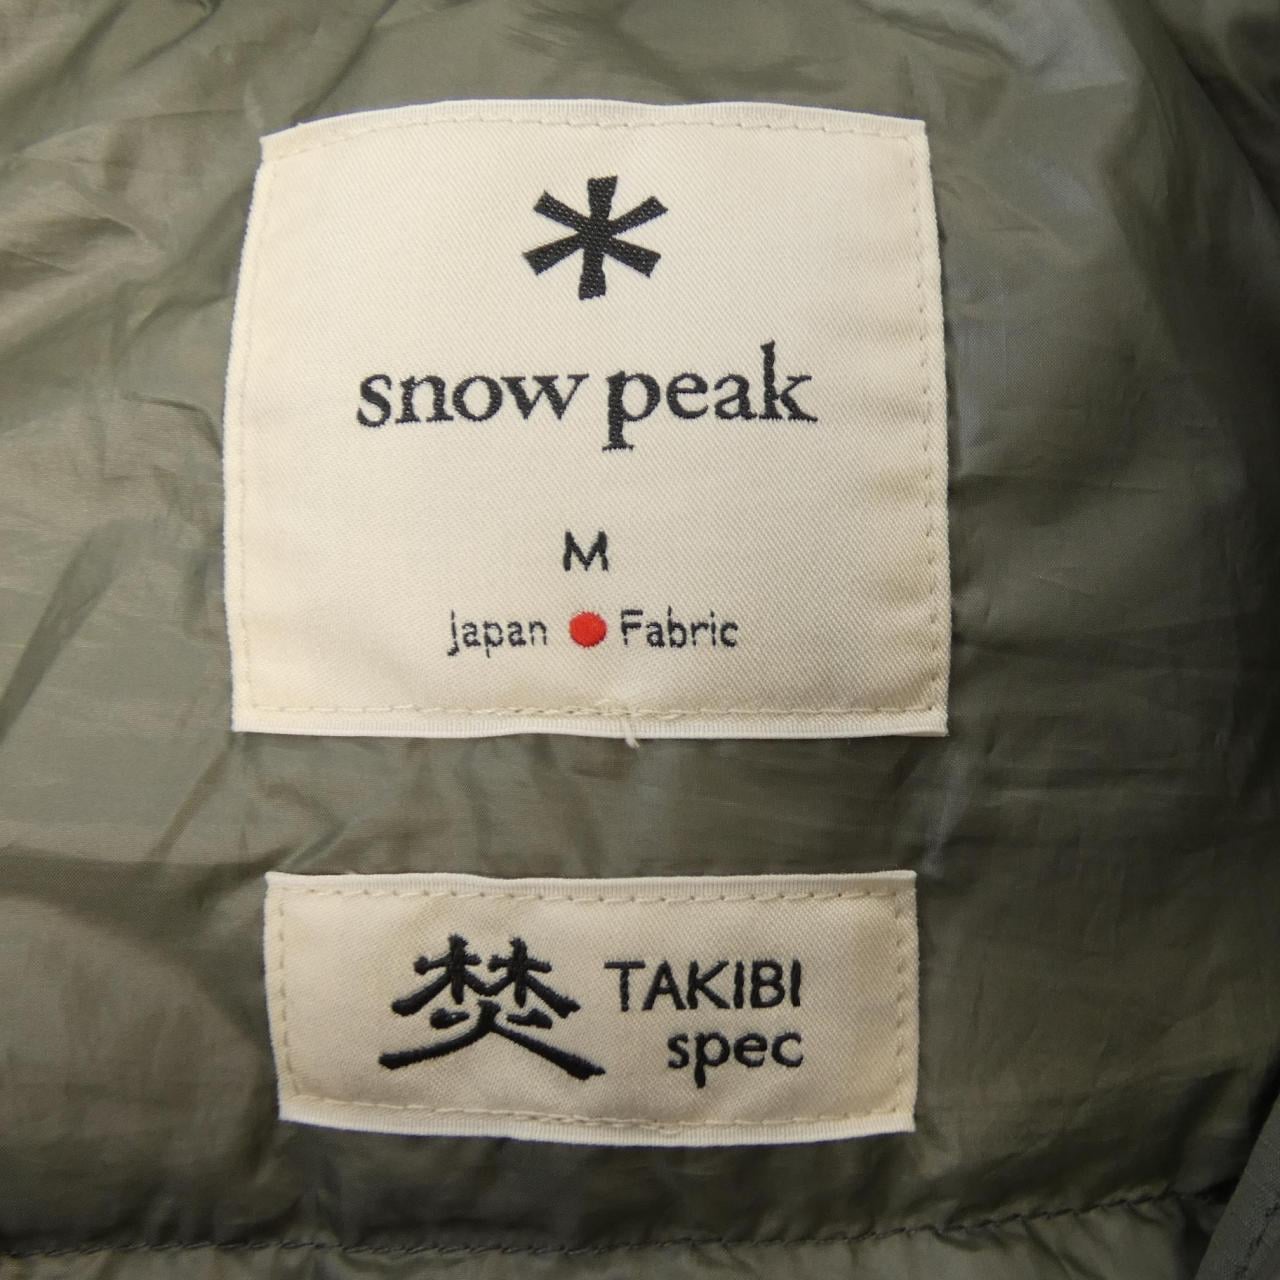 snow peak
M
Japan Fabric
焚 TAKIBI
spec